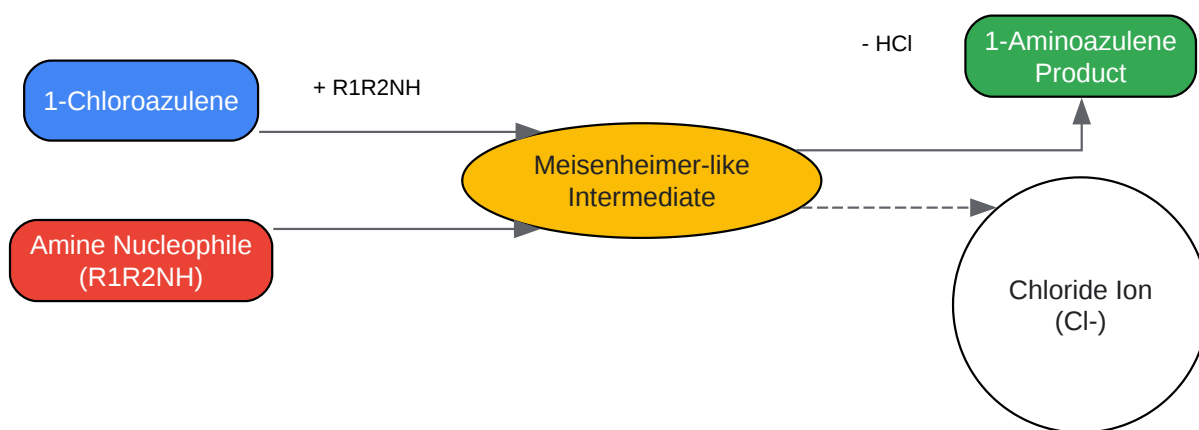 1-Chloroazulene
+ R1R2NH
Amine Nucleophile
(R1R2NH)
Meisenheimer-like
Intermediate
- HCl
1-Aminoazulene
Product
Chloride Ion
(Cl-)